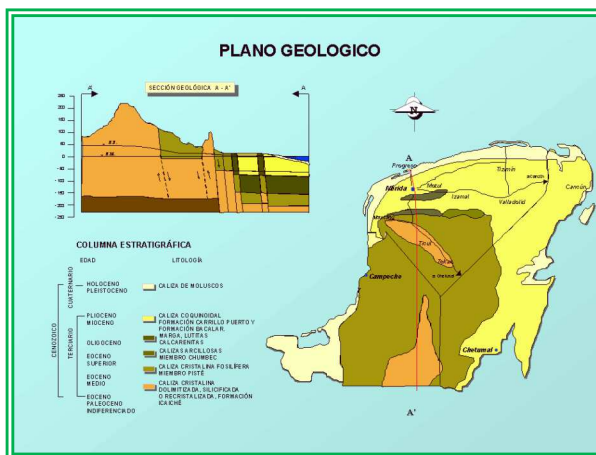 PLANO GEOLOGICO
SECCIÓN GEOLÓGICA A - A'
A'
A
240
200
150
100
50
0
-50
-100
-150
-200
N
A
Progreso
Mérida
Motul
Tizimín
Cancún
Izamal
Valladolid
Ticul
Tekax
Campeche
Chetumal
A'
COLUMNA ESTRATIGRÁFICA
EDAD
LITOLOGÍA
CENOZOICO
CUATERNARIO
HOLOCENO
PLEISTOCENO
CALIZA DE MOLUSCOS
TERCIARIO
PLIOCENO
MIOCENO
CALIZA COQUINOIDAL
FORMACIÓN CARRILLO PUERTO Y
FORMACIÓN BACALAR,
OLIGOCENO
MARGA, LUTITAS
CALCARENITAS
EOCENO
SUPERIOR
CALIZAS ARCILLOSAS
MIEMBRO CHUMBEC
EOCENO
MEDIO
CALIZA CRISTALINA FOSILÍFERA
MIEMBRO PISTÉ
EOCENO
PALEOCENO
INDIFERENCIADO
CALIZA CRISTALINA
DOLIMITIZADA, SILICIFICADA
O RECRISTALIZADA, FORMACIÓN
ICAICHÉ